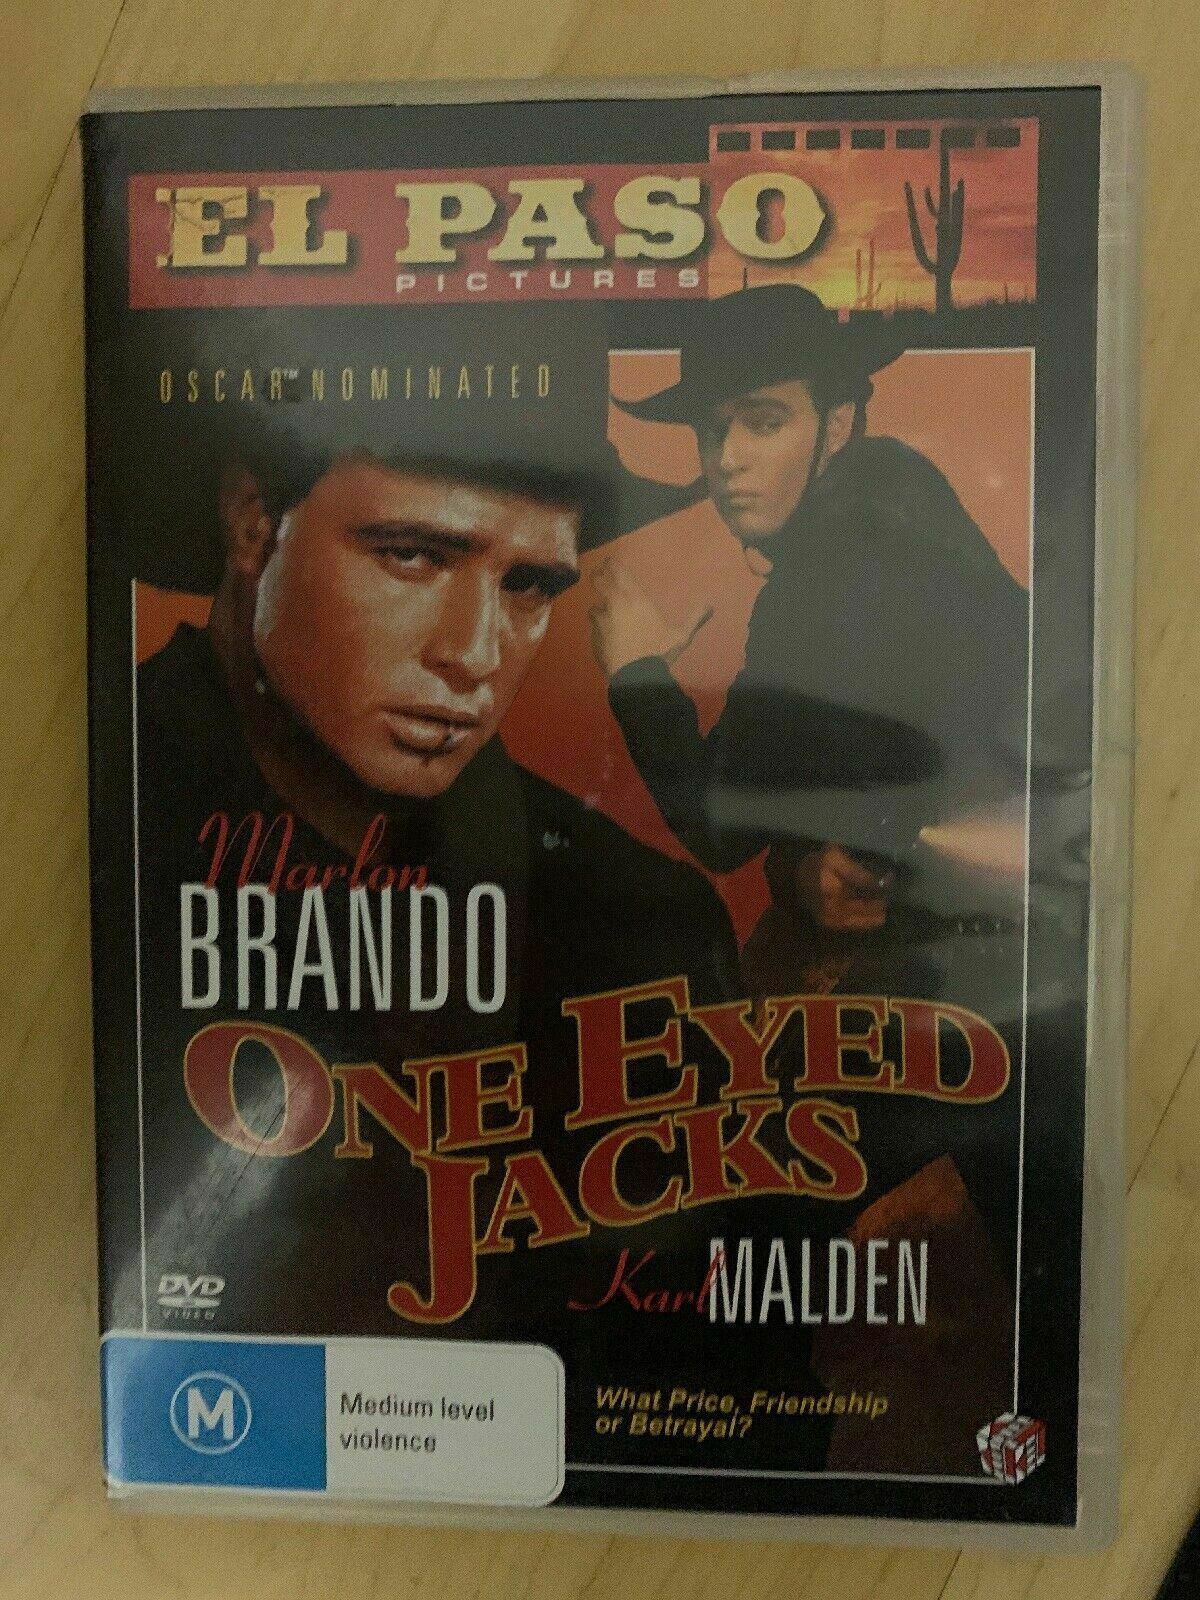 EL PASO
PICTURES
OSCAR™ NOMINATED
Marlon
BRANDO
ONE EYED
JACKS
Karl MALDEN
DVD
VIDEO
M
Medium level
violence
What Price, Friendship
or Betrayal?